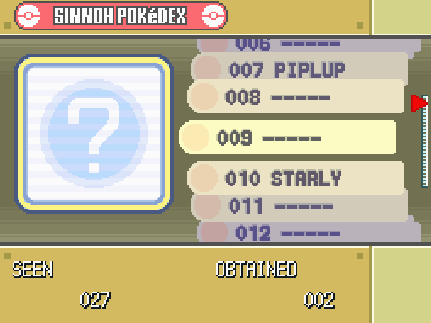 SINNOH POKéDEX
006 -----
007 PIPLUP
008 -----
009 -----
010 STARLY
011 -----
012 -----
?
SEEN OBTAINED
027 002